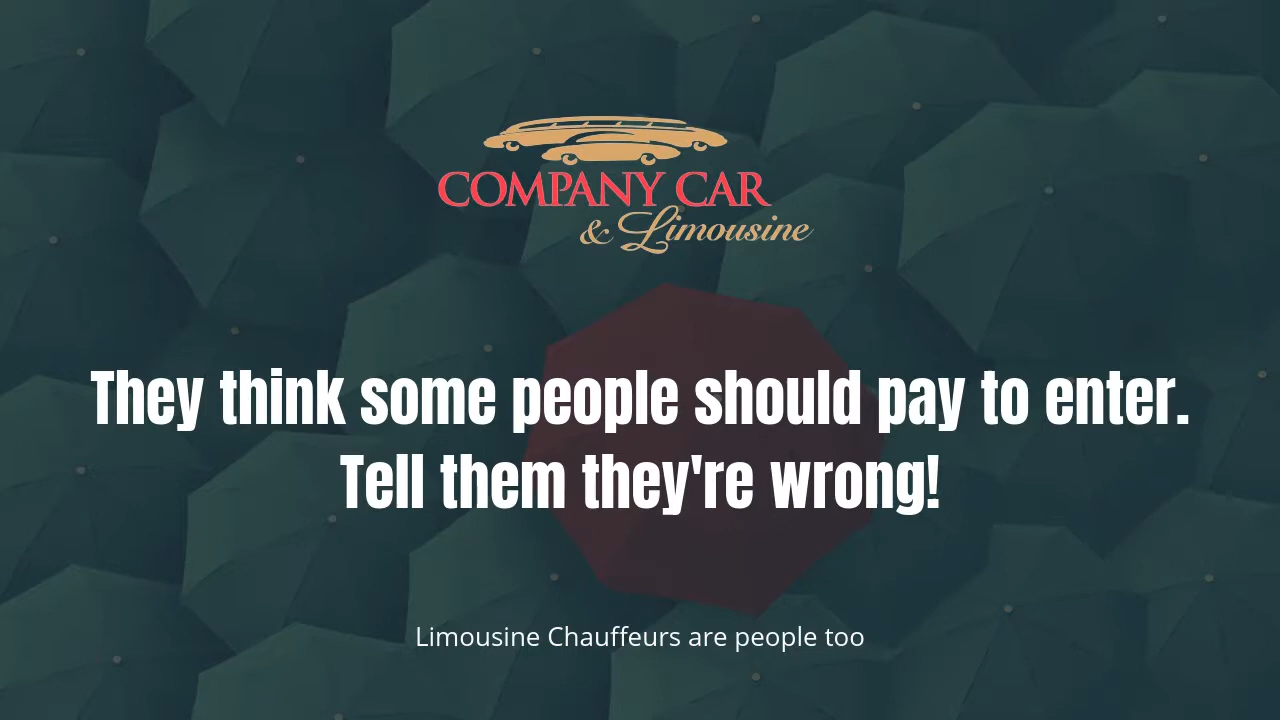 COMPANY CAR
& Limousine
They think some people should pay to enter.
Tell them they're wrong!
Limousine Chauffeurs are people too